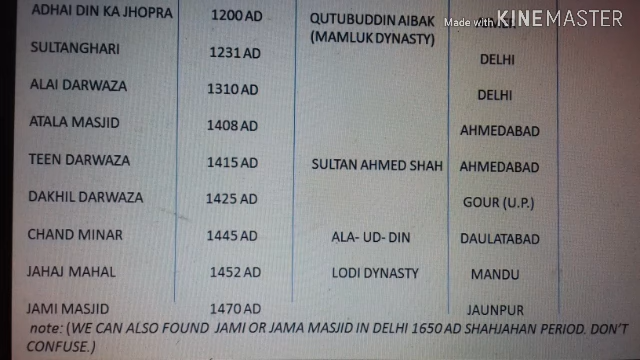 Made with KINEMASTER
ADHAI DIN KA JHOPRA 1200 AD QUTUBUDDIN AIBAK
(MAMLUK DYNASTY)
SULTANGHARI 1231 AD DELHI
ALAI DARWAZA 1310 AD DELHI
ATALA MASJID 1408 AD AHMEDABAD
TEEN DARWAZA 1415 AD SULTAN AHMED SHAH AHMEDABAD
DAKHIL DARWAZA 1425 AD GOUR (U.P.)
CHAND MINAR 1445 AD ALA- UD- DIN DAULATABAD
JAHAJ MAHAL 1452 AD LODI DYNASTY MANDU
JAMI MASJID 1470 AD JAUNPUR
note: (WE CAN ALSO FOUND JAMI OR JAMA MASJID IN DELHI 1650 AD SHAHJAHAN PERIOD. DON'T
CONFUSE.)